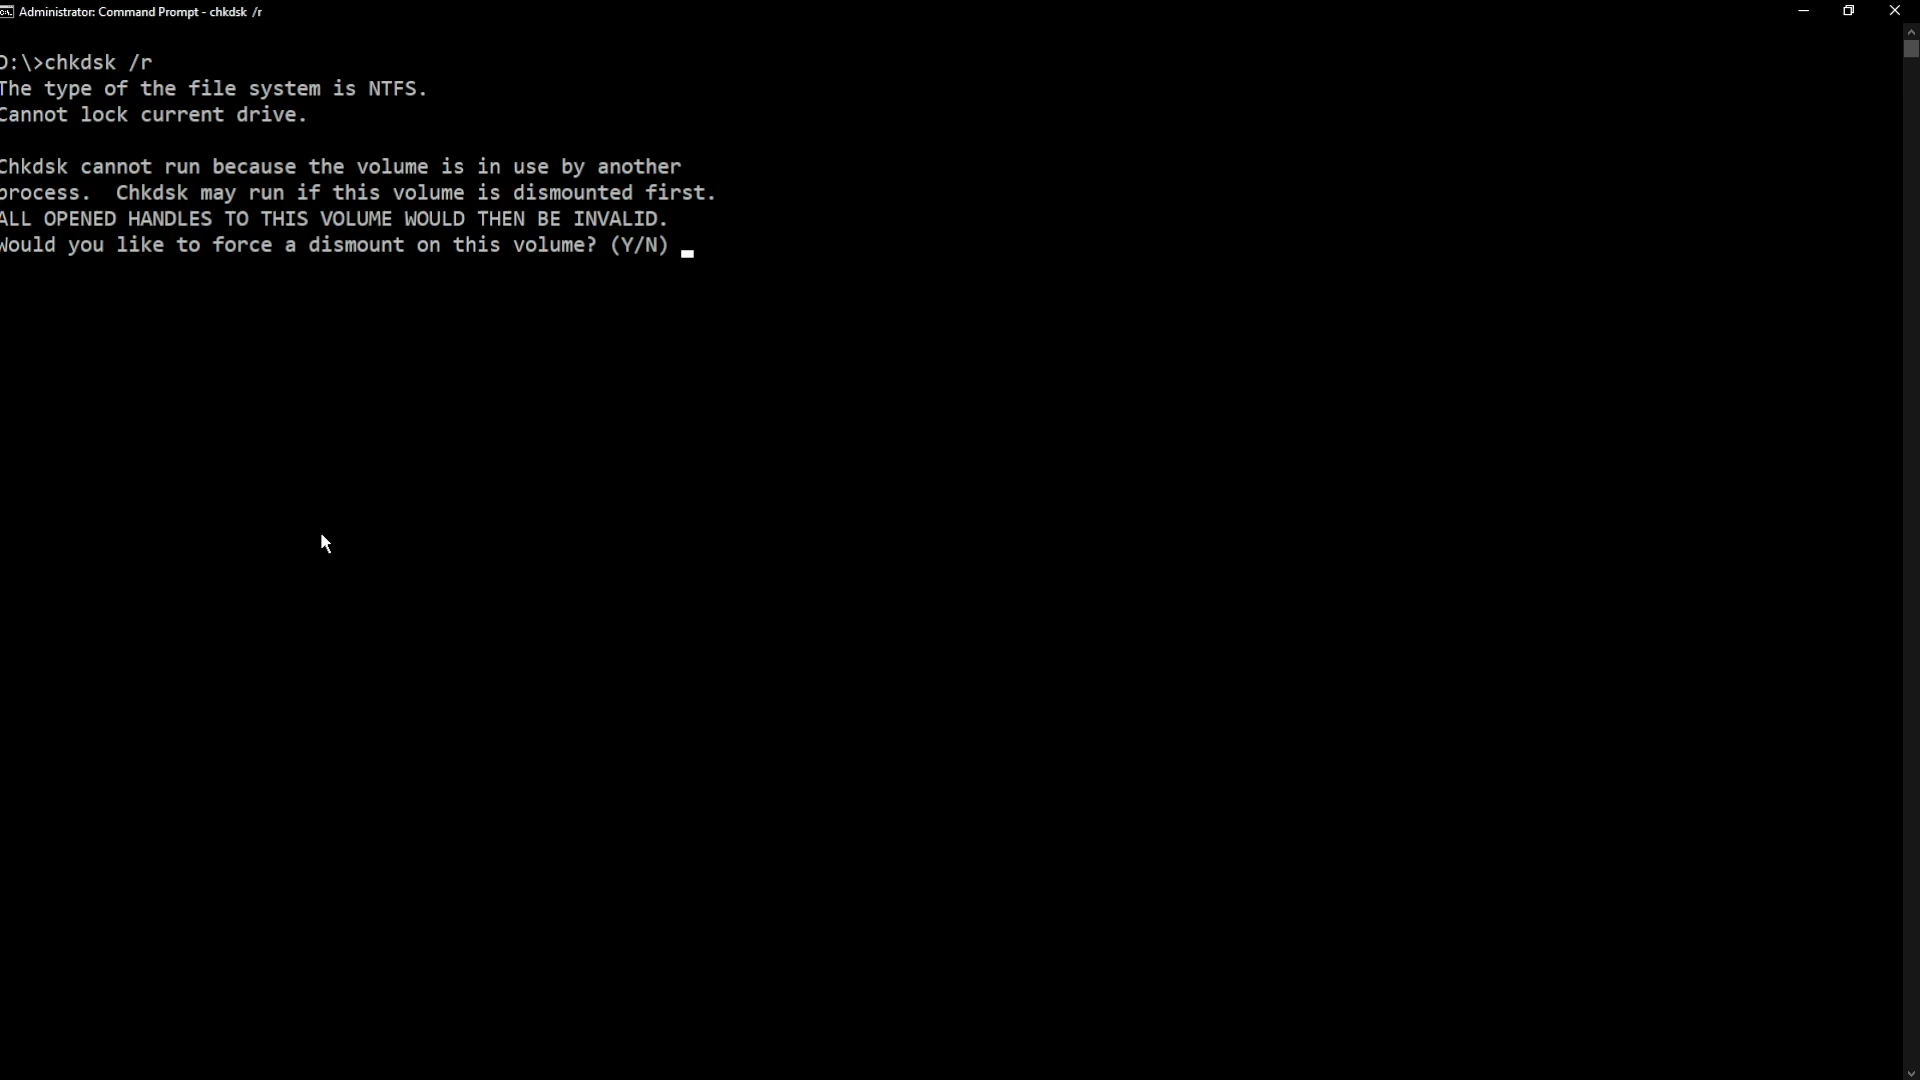 Administrator: Command Prompt - chkdsk /r
D:\>chkdsk /r
The type of the file system is NTFS.
Cannot lock current drive.
Chkdsk cannot run because the volume is in use by another
process.  Chkdsk may run if this volume is dismounted first.
ALL OPENED HANDLES TO THIS VOLUME WOULD THEN BE INVALID.
Would you like to force a dismount on this volume? (Y/N)